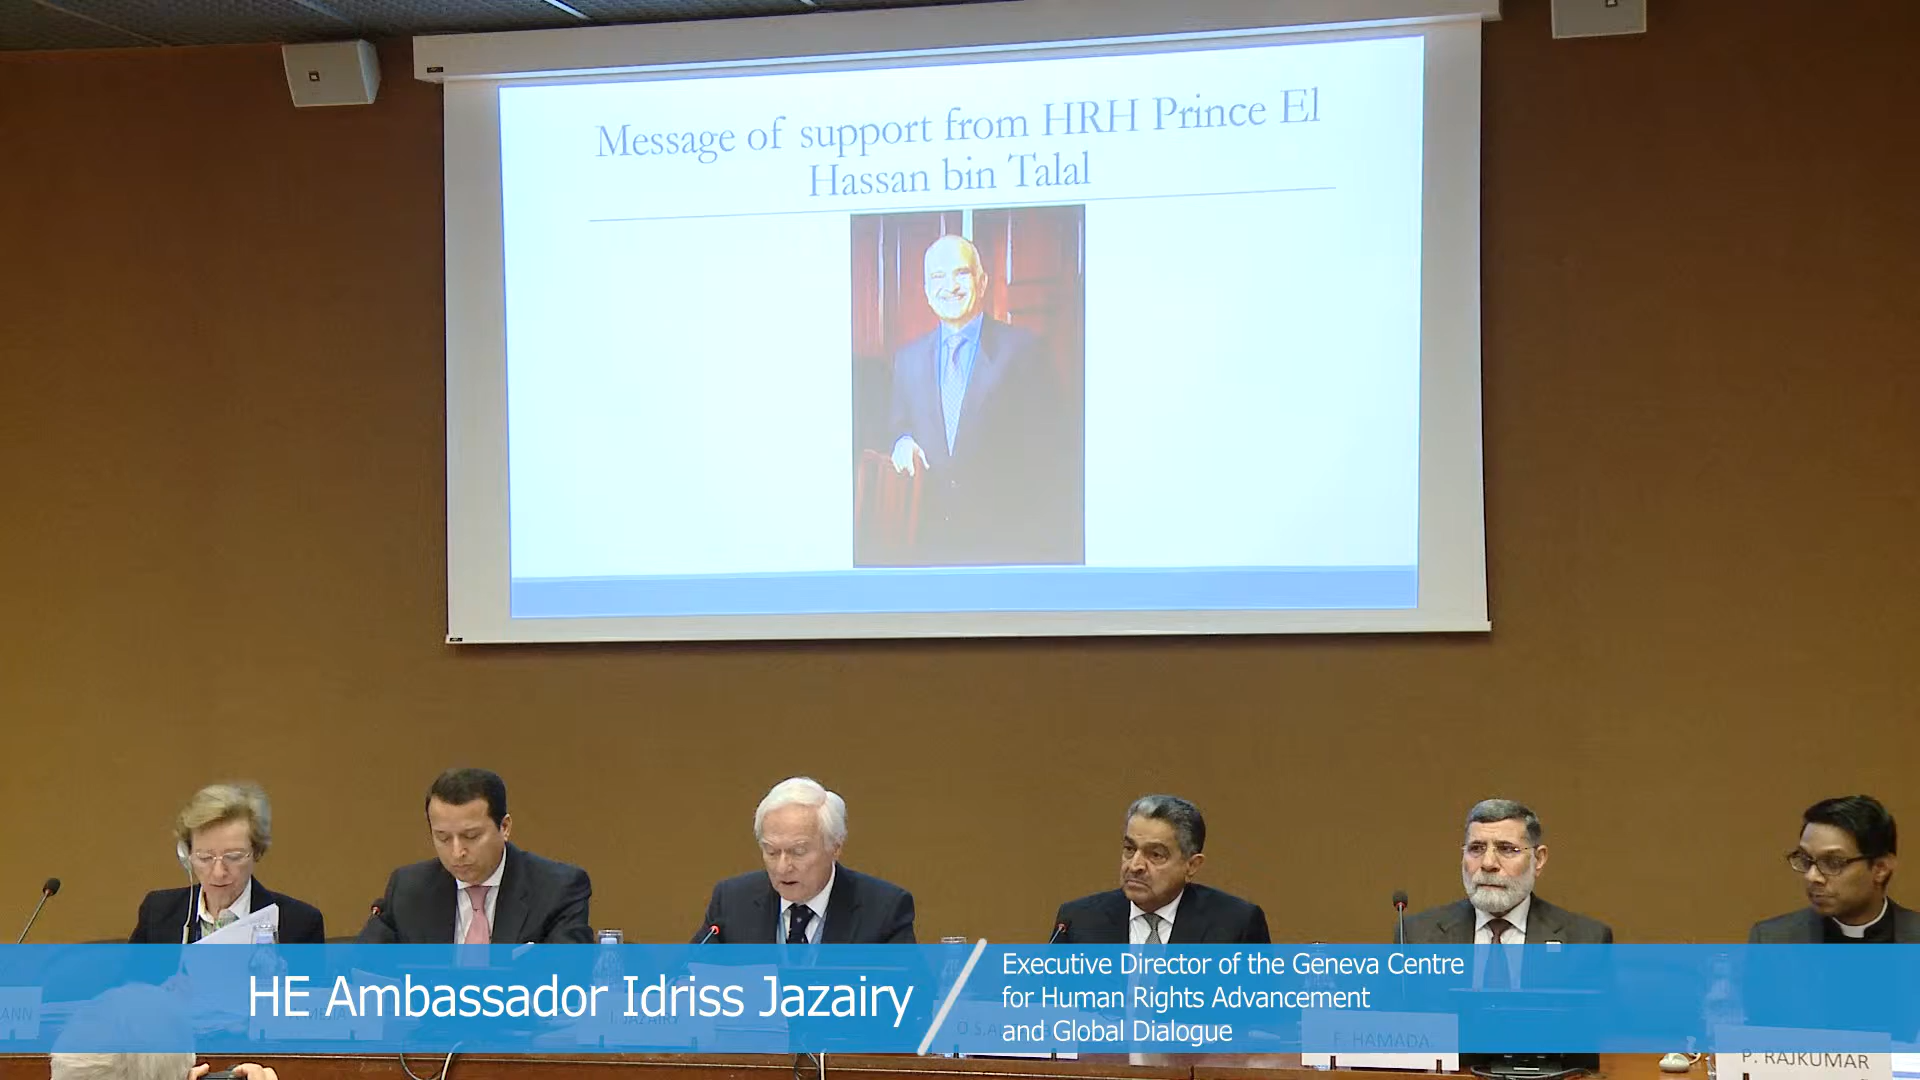 Message of support from HRH Prince El
Hassan bin Talal
HE Ambassador Idriss Jazairy
Executive Director of the Geneva Centre
for Human Rights Advancement
and Global Dialogue
I. JAZAIRY
F. HAMADA
P. RAJKUMAR